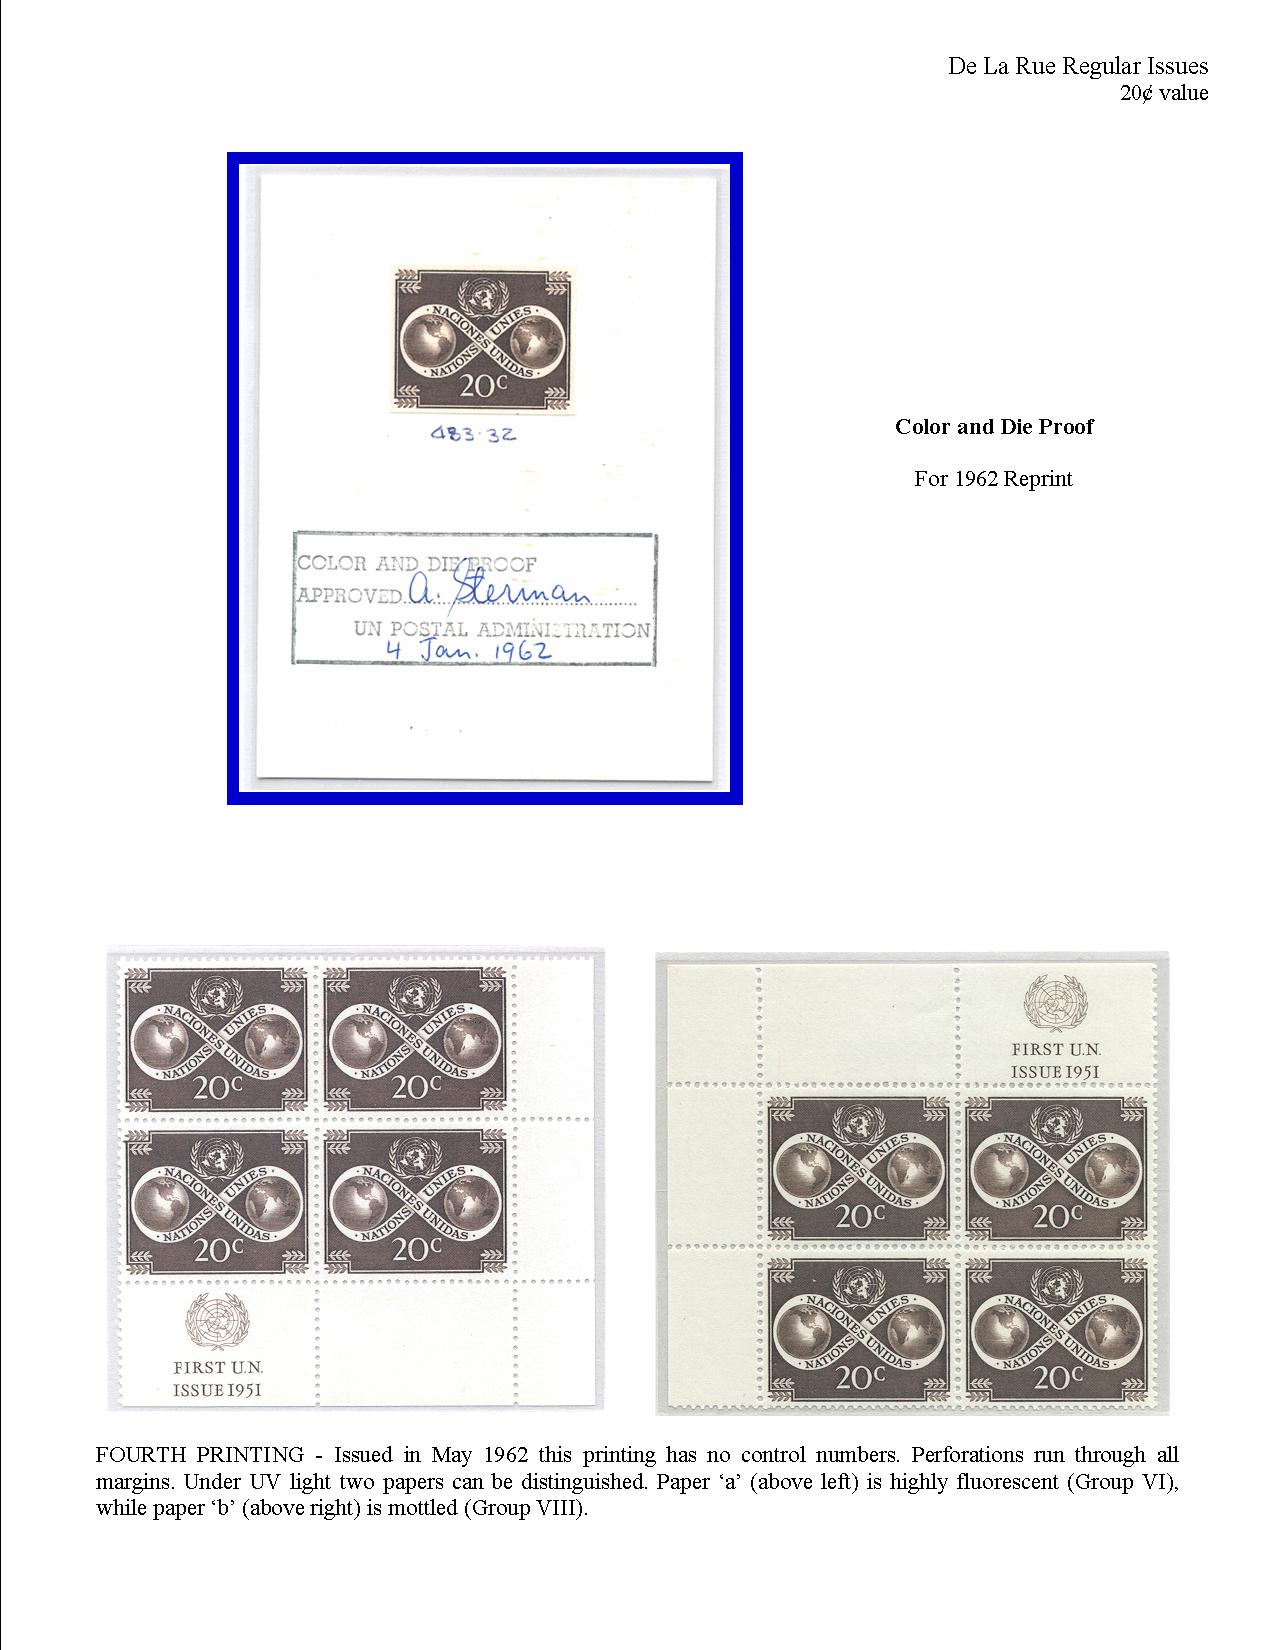 De La Rue Regular Issues
20¢ value
NACIONES UNIDAS
NATIONS UNIES
20c
483·32
Color and Die Proof
For 1962 Reprint
COLOR AND DIE PROOF
APPROVED A. Sterman
UN POSTAL ADMINISTRATION
4 Jan. 1962
NACIONES UNIDAS
NATIONS UNIES
20c
NACIONES UNIDAS
NATIONS UNIES
20c
NACIONES UNIDAS
NATIONS UNIES
20c
NACIONES UNIDAS
NATIONS UNIES
20c
FIRST U.N.
ISSUE 1951
FIRST U.N.
ISSUE 1951
NACIONES UNIDAS
NATIONS UNIES
20c
NACIONES UNIDAS
NATIONS UNIES
20c
NACIONES UNIDAS
NATIONS UNIES
20c
NACIONES UNIDAS
NATIONS UNIES
20c
FOURTH PRINTING - Issued in May 1962 this printing has no control numbers. Perforations run through all
margins. Under UV light two papers can be distinguished. Paper ‘a’ (above left) is highly fluorescent (Group VI),
while paper ‘b’ (above right) is mottled (Group VIII).